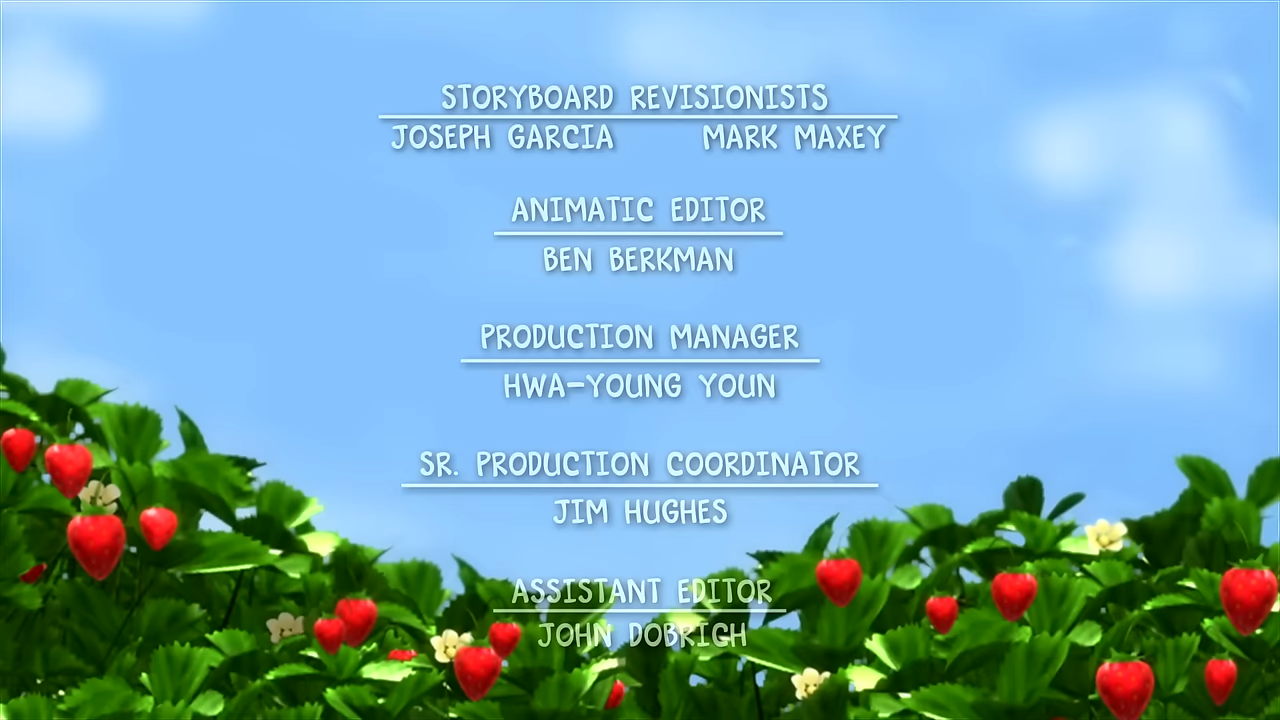 STORYBOARD REVISIONISTS
JOSEPH GARCIA MARK MAXEY
ANIMATIC EDITOR
BEN BERKMAN
PRODUCTION MANAGER
HWA-YOUNG YOUN
SR. PRODUCTION COORDINATOR
JIM HUGHES
ASSISTANT EDITOR
JOHN DOBRIGH